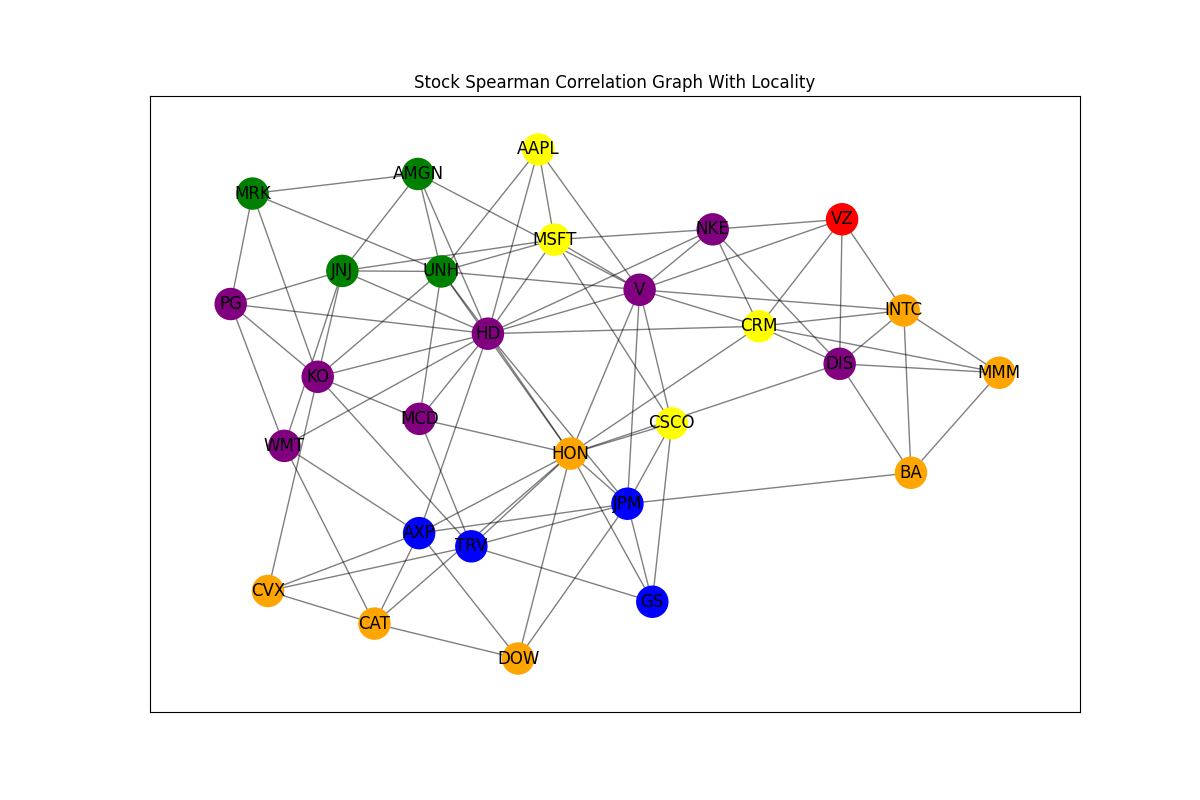 Stock Spearman Correlation Graph With Locality
AAPL
AMGN
MRK
VZ
NKE
MSFT
JNJ
UNH
V
PG
INTC
CRM
HD
DIS
MMM
KO
MCD
CSCO
WMT
HON
BA
JPM
AXP
TRV
CVX
GS
CAT
DOW